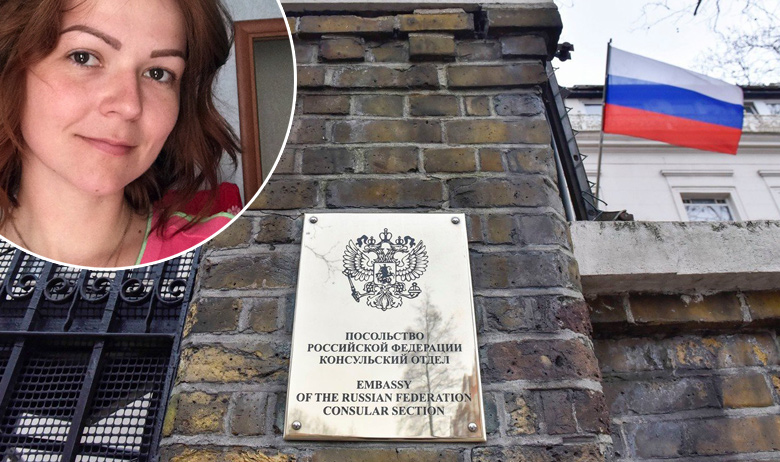 ПОСОЛЬСТВО
РОССИЙСКОЙ ФЕДЕРАЦИИ
КОНСУЛЬСКИЙ ОТДЕЛ
EMBASSY
OF THE RUSSIAN FEDERATION
CONSULAR SECTION